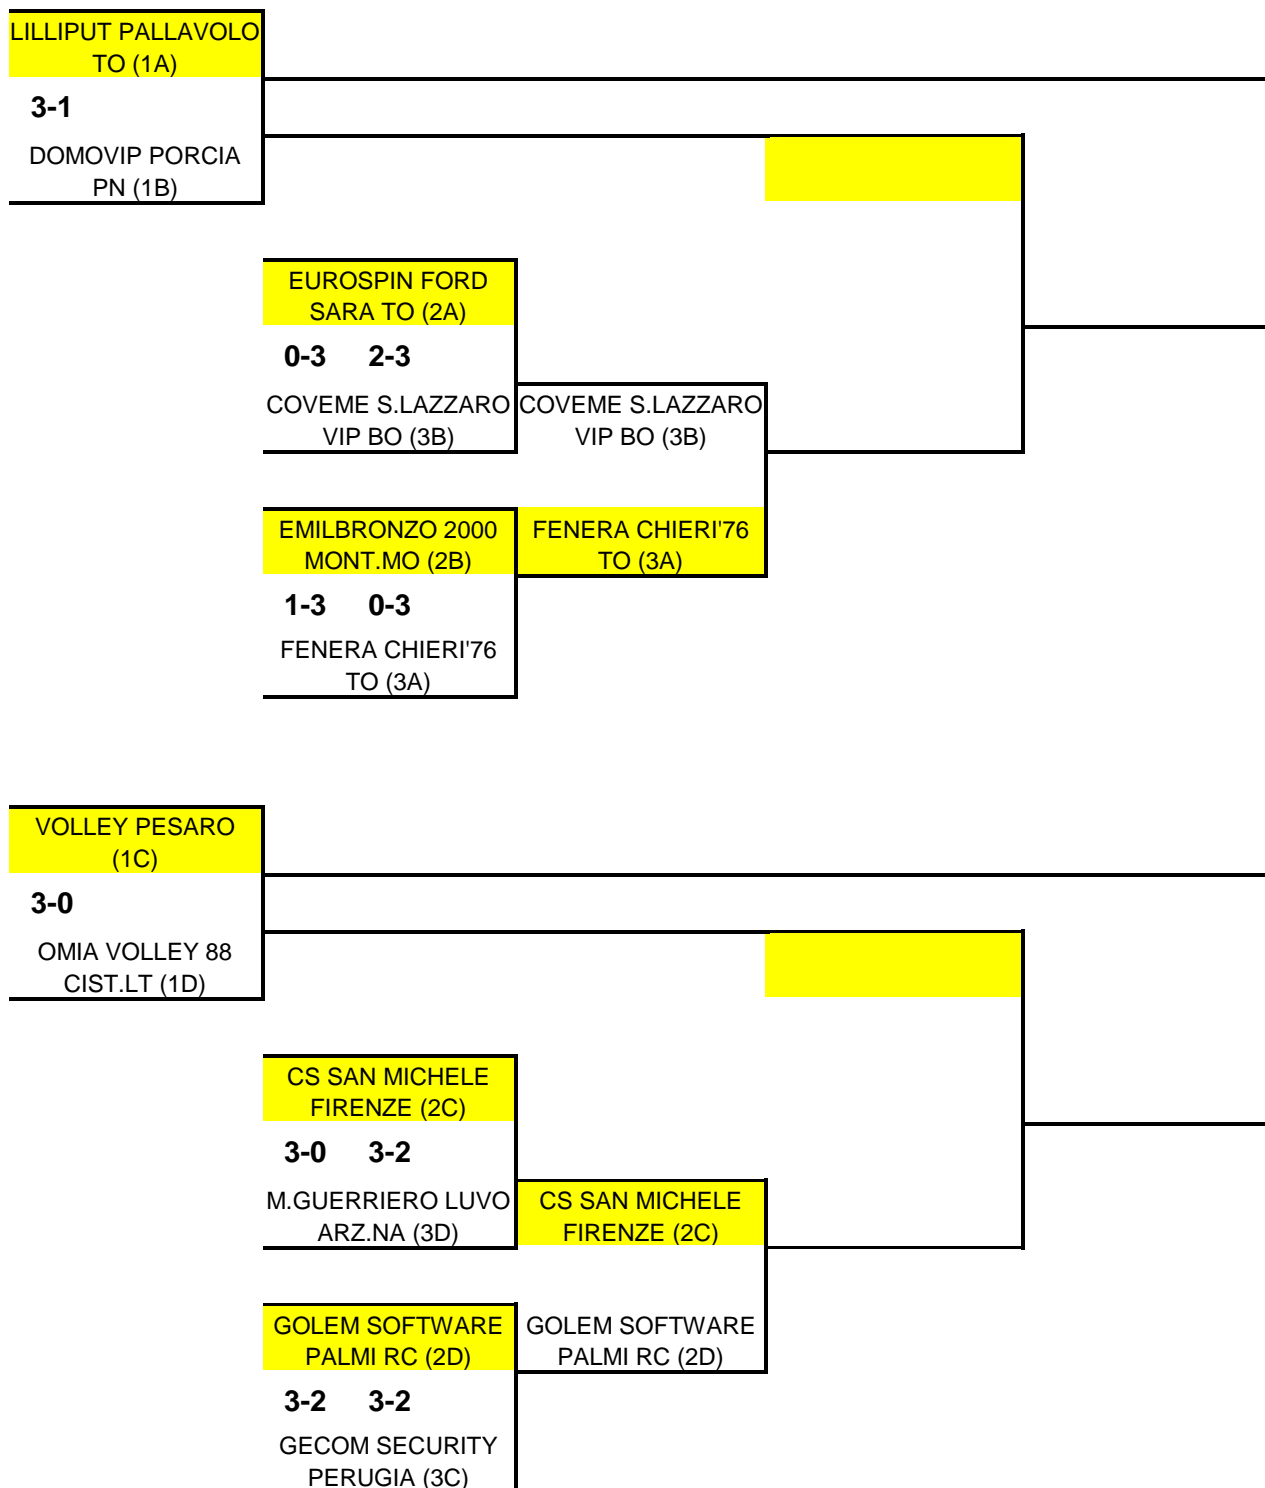 LILLIPUT PALLAVOLO
TO (1A)
3-1
DOMOVIP PORCIA
PN (1B)
EUROSPIN FORD
SARA TO (2A)
0-3 2-3
COVEME S.LAZZARO
VIP BO (3B)
COVEME S.LAZZARO
VIP BO (3B)
EMILBRONZO 2000
MONT.MO (2B)
FENERA CHIERI'76
TO (3A)
1-3 0-3
FENERA CHIERI'76
TO (3A)
VOLLEY PESARO
(1C)
3-0
OMIA VOLLEY 88
CIST.LT (1D)
CS SAN MICHELE
FIRENZE (2C)
3-0 3-2
M.GUERRIERO LUVO
ARZ.NA (3D)
CS SAN MICHELE
FIRENZE (2C)
GOLEM SOFTWARE
PALMI RC (2D)
GOLEM SOFTWARE
PALMI RC (2D)
3-2 3-2
GECOM SECURITY
PERUGIA (3C)